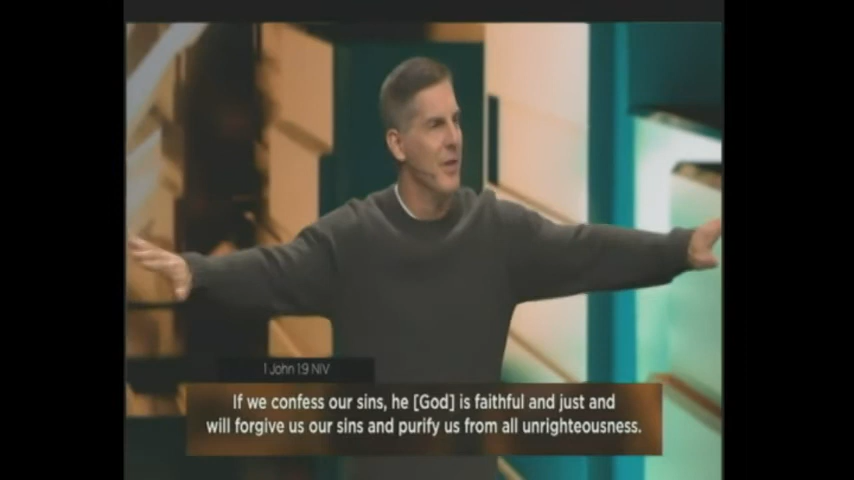 1 John 1:9 NIV
If we confess our sins, he [God] is faithful and just and
will forgive us our sins and purify us from all unrighteousness.